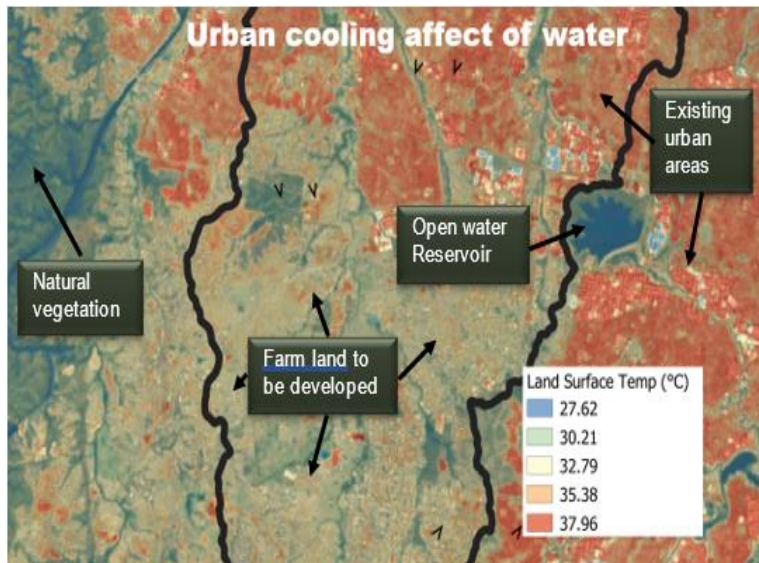 Urban cooling affect of water
Existing
urban
areas
Open water
Reservoir
Natural
vegetation
Farm land to
be developed
Land Surface Temp (°C)
27.62
30.21
32.79
35.38
37.96